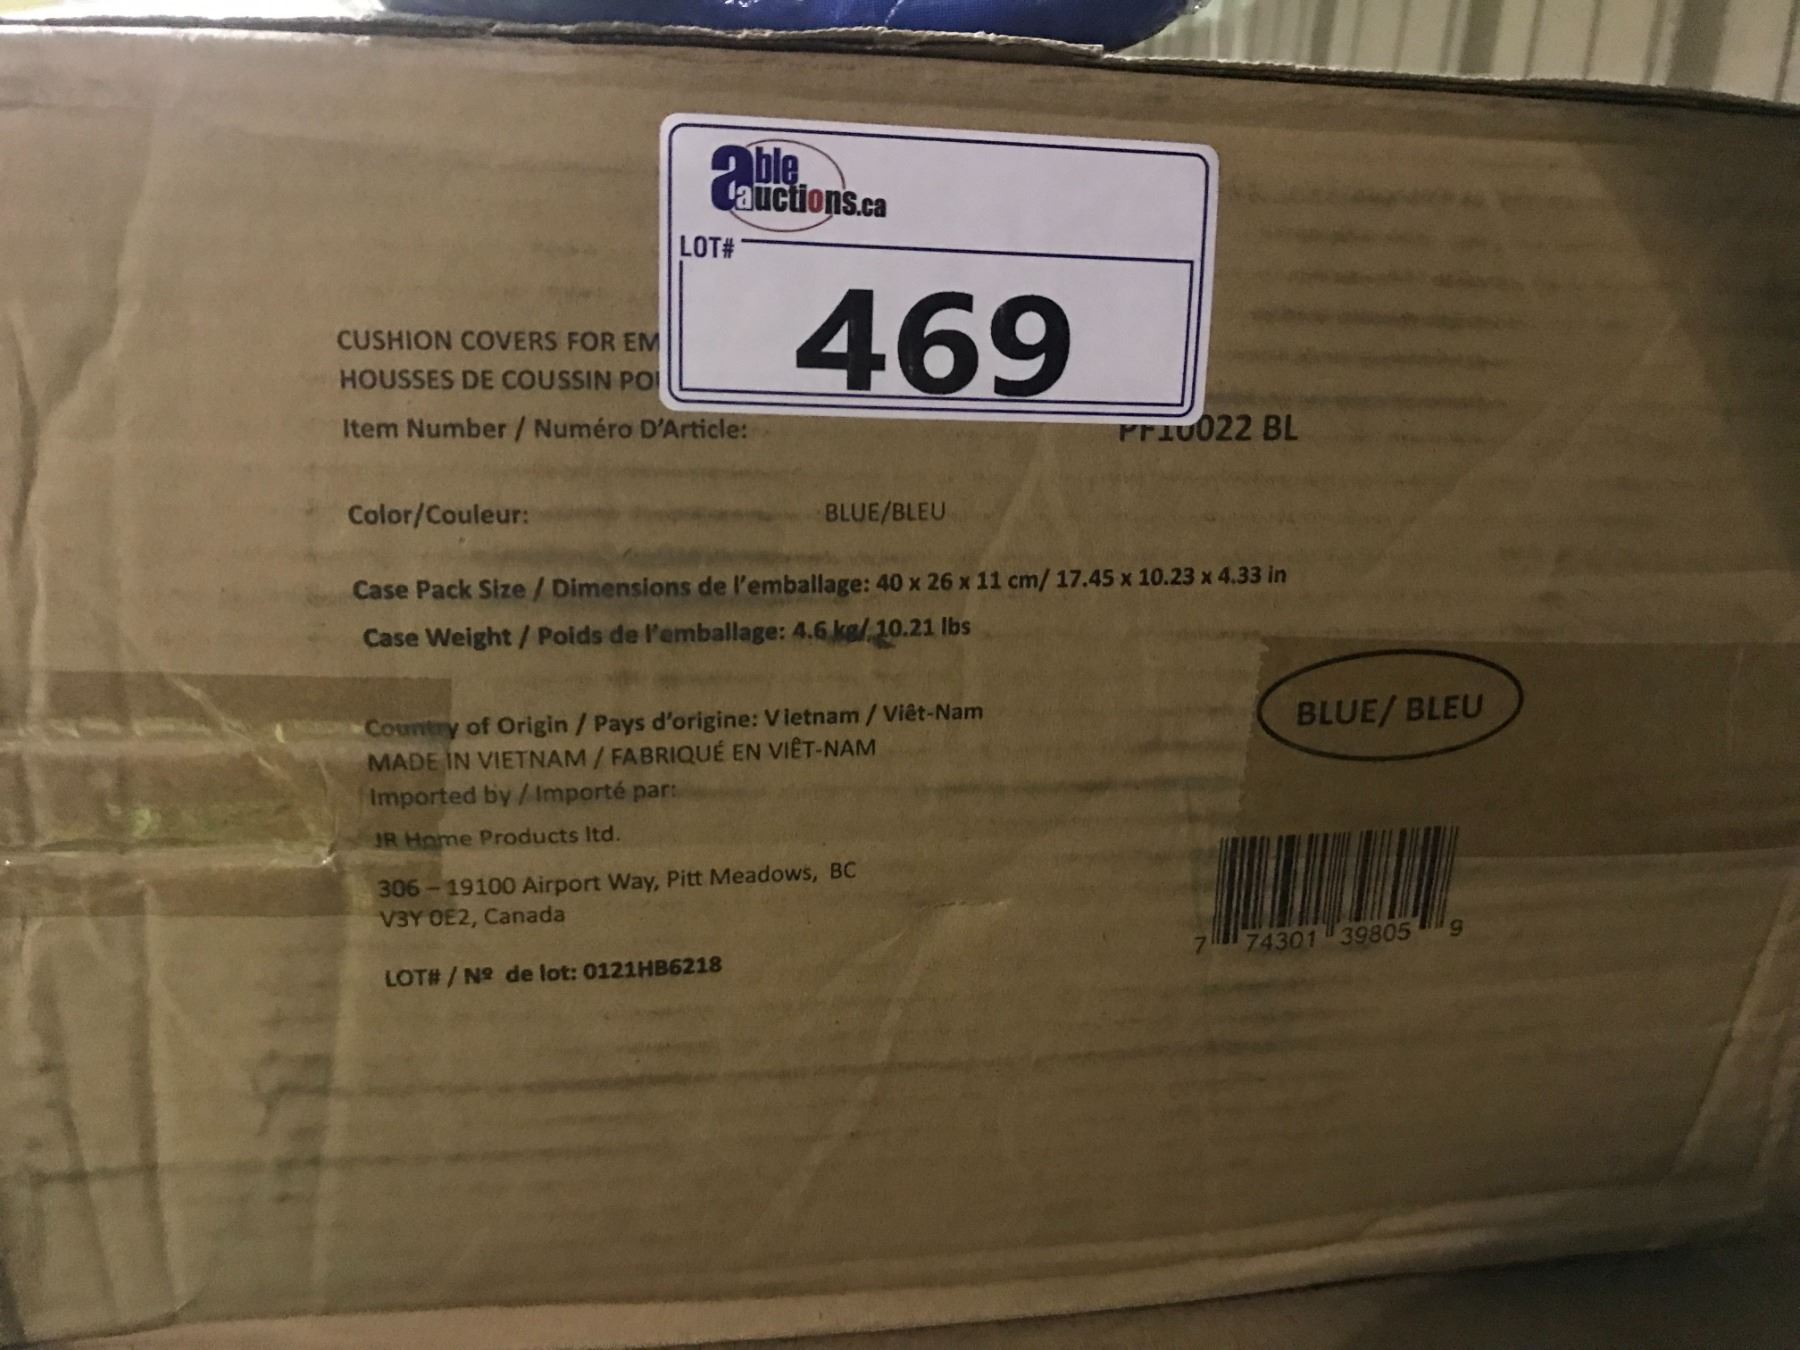 able
auctions.ca
LOT#
469
CUSHION COVERS FOR
HOUSSES DE COUSSIN
Item Number / Numéro D'Article: PF10022 BL
Color/Couleur: BLUE/BLEU
Case Pack Size / Dimensions de l'emballage: 40 x 26 x 11 cm/ 17.45 x 10.23 x 4.33 in
Case Weight / Poids de l'emballage: 4.6 kg/ 10.21 lbs
Country of Origin / Pays d'origine: Vietnam / Viêt-Nam
MADE IN VIETNAM / FABRIQUÉ EN VIÊT-NAM
Imported by / Importé par:
JR Home Products ltd.
306 – 19100 Airport Way, Pitt Meadows, BC
V3Y 0E2, Canada
LOT# / Nº de lot: 0121HB6218
BLUE/ BLEU
7 74301 39805 9